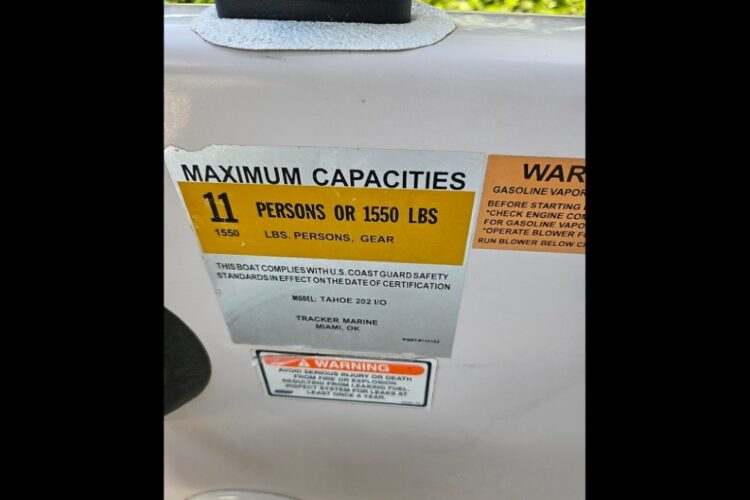 MAXIMUM CAPACITIES
11 PERSONS OR 1550 LBS
1550 LBS. PERSONS, GEAR
THIS BOAT COMPLIES WITH U.S. COAST GUARD SAFETY
STANDARDS IN EFFECT ON THE DATE OF CERTIFICATION
MODEL: TAHOE 202 I/O
TRACKER MARINE
MIAMI, OK
WARNING
AVOID SERIOUS INJURY OR DEATH
FROM FIRE OR EXPLOSION
RESULTING FROM LEAKING FUEL.
INSPECT SYSTEM FOR LEAKS AT
LEAST ONCE A YEAR.
WAR
GASOLINE VAPOR
BEFORE STARTING
*CHECK ENGINE COM
FOR GASOLINE VAPO
*OPERATE BLOWER F
RUN BLOWER BELOW C